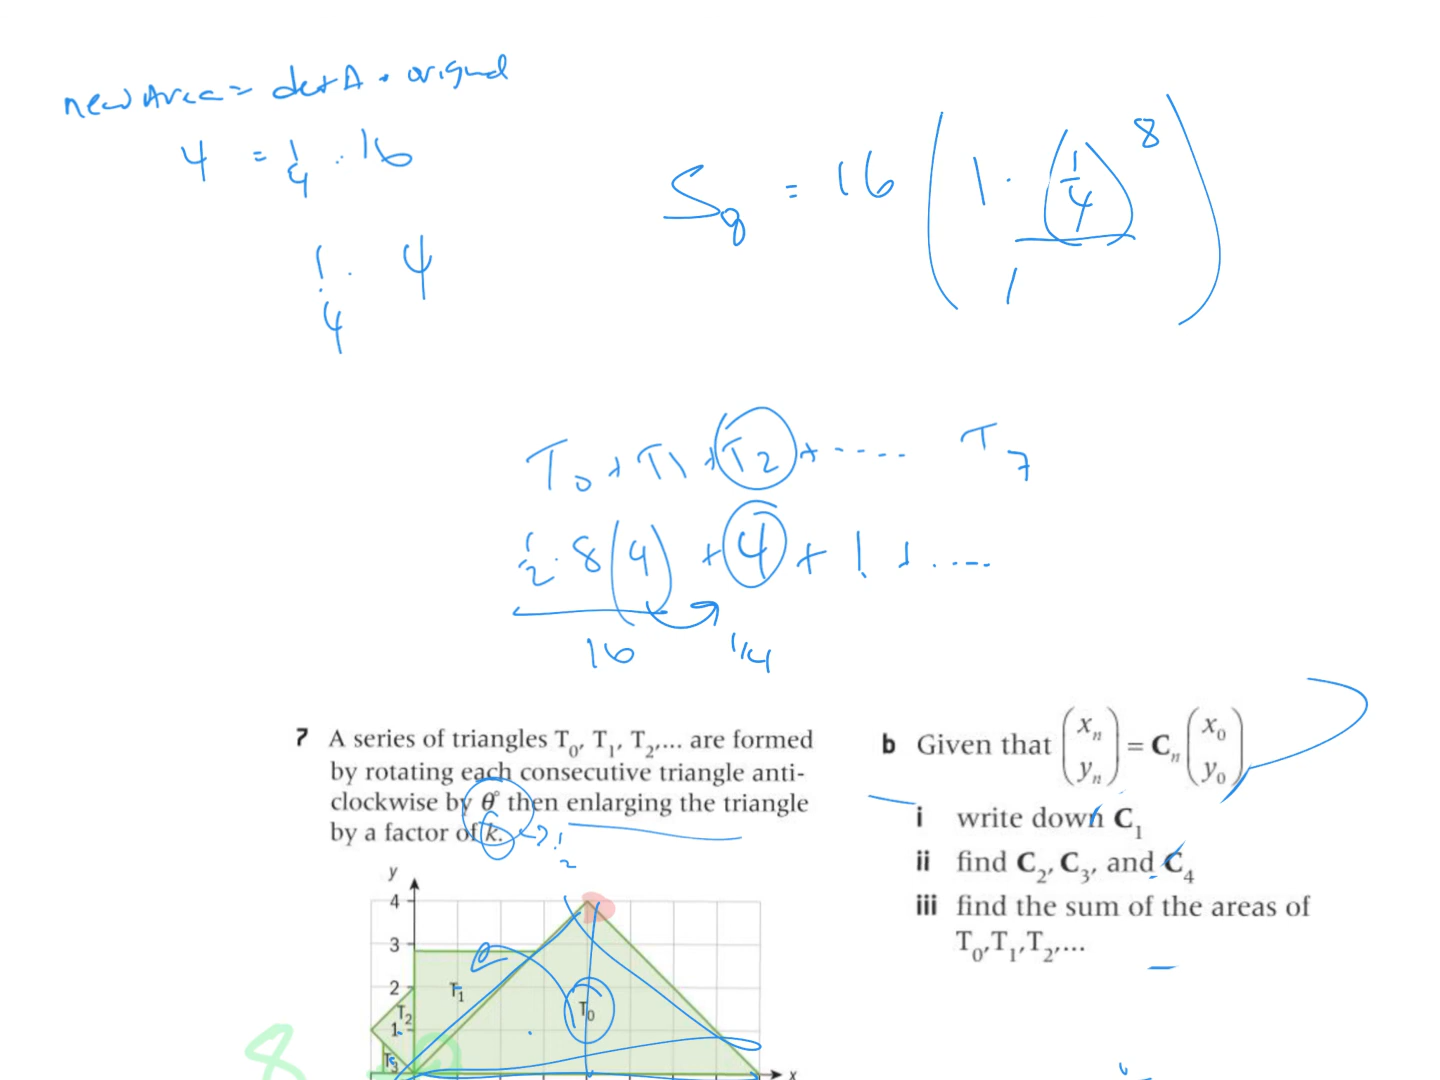 new Area = det A · original
4 = 1/4 · 16
1/4 · 4
S8 = 16 ( 1 · (1/4)^8 / 1 )
T0 + T1 + T2 + ..... T7
1/2 · 8(4) + 4 + 1 + .....
16 1/4
7 A series of triangles T0, T1, T2,... are formed
by rotating each consecutive triangle anti-
clockwise by θ° then enlarging the triangle
by a factor of k. → 1/2
b Given that (xn yn) = Cn (x0 y0)
i write down C1
ii find C2, C3, and C4
iii find the sum of the areas of
T0,T1,T2,...
y
4
3
2
1
T1
T0
T2
T3
x
8